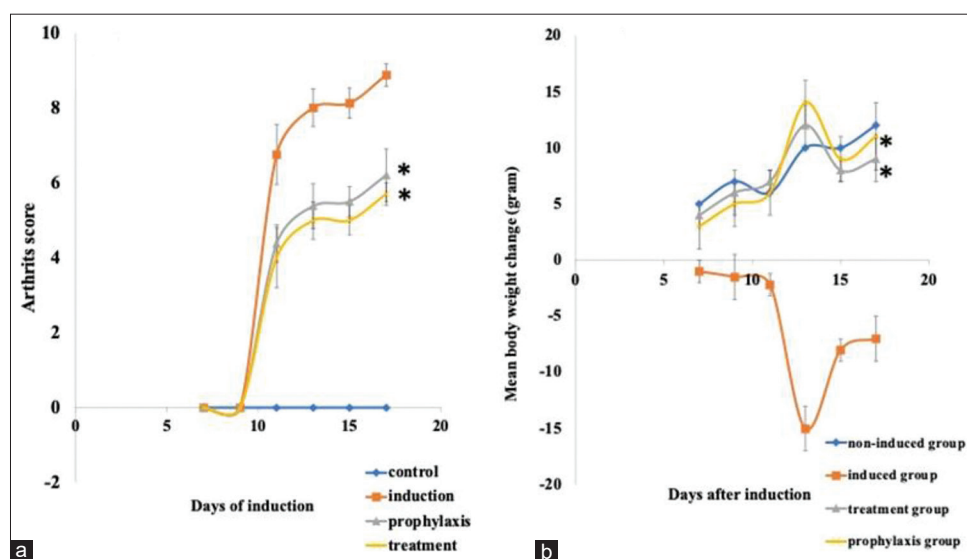 10
8
6
4
2
0
-2
0
5
10
15
20
Arthrits score
Days of induction
*
*
control
induction
prophylaxis
treatment
a
20
15
10
5
0
-5
-10
-15
-20
0
5
10
15
20
Mean body weight change (gram)
Days after induction
*
*
non-induced group
induced group
treatment group
prophylaxis group
b